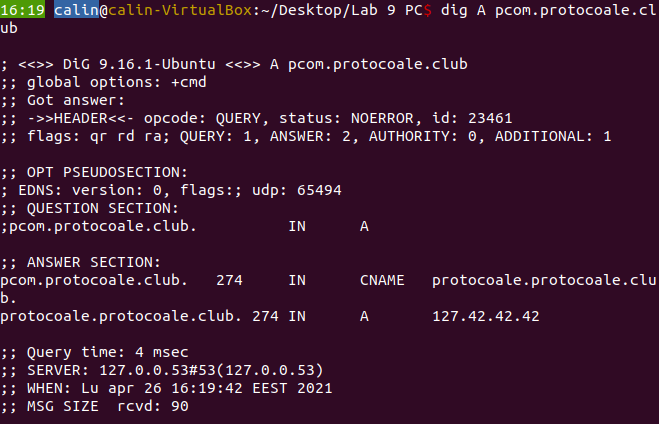 16:19 calin@calin-VirtualBox:~/Desktop/Lab 9 PC$ dig A pcom.protocoale.cl
ub
; <<>> DiG 9.16.1-Ubuntu <<>> A pcom.protocoale.club
;; global options: +cmd
;; Got answer:
;; ->>HEADER<<- opcode: QUERY, status: NOERROR, id: 23461
;; flags: qr rd ra; QUERY: 1, ANSWER: 2, AUTHORITY: 0, ADDITIONAL: 1
;; OPT PSEUDOSECTION:
; EDNS: version: 0, flags:; udp: 65494
;; QUESTION SECTION:
;pcom.protocoale.club. IN A
;; ANSWER SECTION:
pcom.protocoale.club. 274 IN CNAME protocoale.protocoale.clu
b.
protocoale.protocoale.club. 274 IN A 127.42.42.42
;; Query time: 4 msec
;; SERVER: 127.0.0.53#53(127.0.0.53)
;; WHEN: Lu apr 26 16:19:42 EEST 2021
;; MSG SIZE rcvd: 90